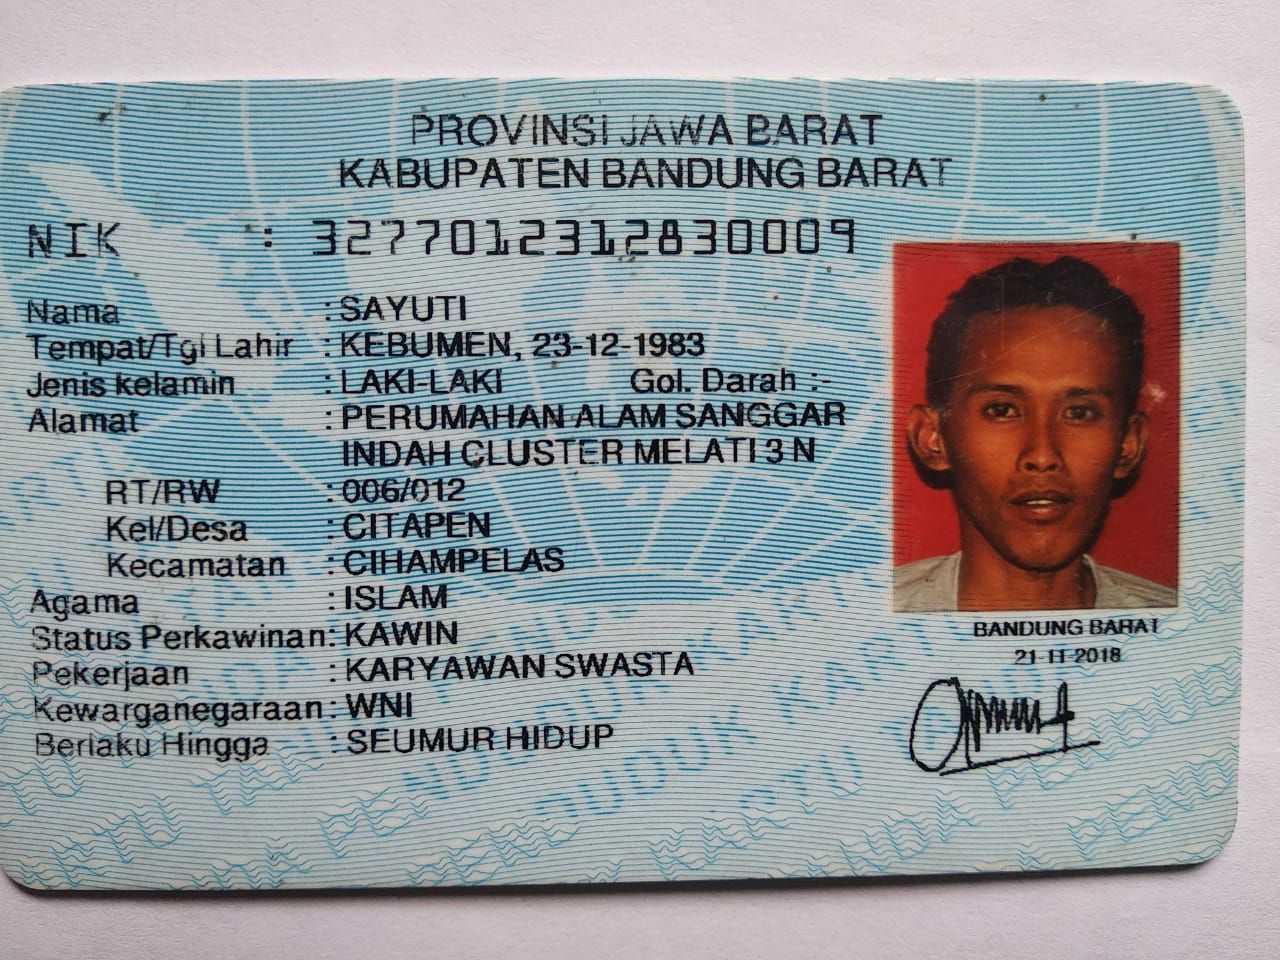 PROVINSI JAWA BARAT
KABUPATEN BANDUNG BARAT
NIK : 3277012312830009
Nama : SAYUTI
Tempat/Tgl Lahir : KEBUMEN, 23-12-1983
Jenis kelamin : LAKI-LAKI Gol. Darah :-
Alamat : PERUMAHAN ALAM SANGGAR
INDAH CLUSTER MELATI 3 N
RT/RW : 006/012
Kel/Desa : CITAPEN
Kecamatan : CIHAMPELAS
Agama : ISLAM
Status Perkawinan: KAWIN
Pekerjaan : KARYAWAN SWASTA
Kewarganegaraan: WNI
Berlaku Hingga : SEUMUR HIDUP
BANDUNG BARAT
21-11-2018